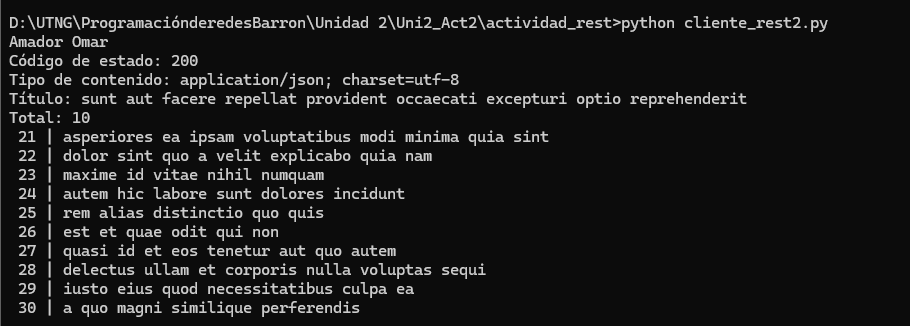 D:\UTNG\ProgramaciónderedesBarron\Unidad 2\Uni2_Act2\actividad_rest>python cliente_rest2.py
Amador Omar
Código de estado: 200
Tipo de contenido: application/json; charset=utf-8
Título: sunt aut facere repellat provident occaecati excepturi optio reprehenderit
Total: 10
21 | asperiores ea ipsam voluptatibus modi minima quia sint
22 | dolor sint quo a velit explicabo quia nam
23 | maxime id vitae nihil numquam
24 | autem hic labore sunt dolores incidunt
25 | rem alias distinctio quo quis
26 | est et quae odit qui non
27 | quasi id et eos tenetur aut quo autem
28 | delectus ullam et corporis nulla voluptas sequi
29 | iusto eius quod necessitatibus culpa ea
30 | a quo magni similique perferendis